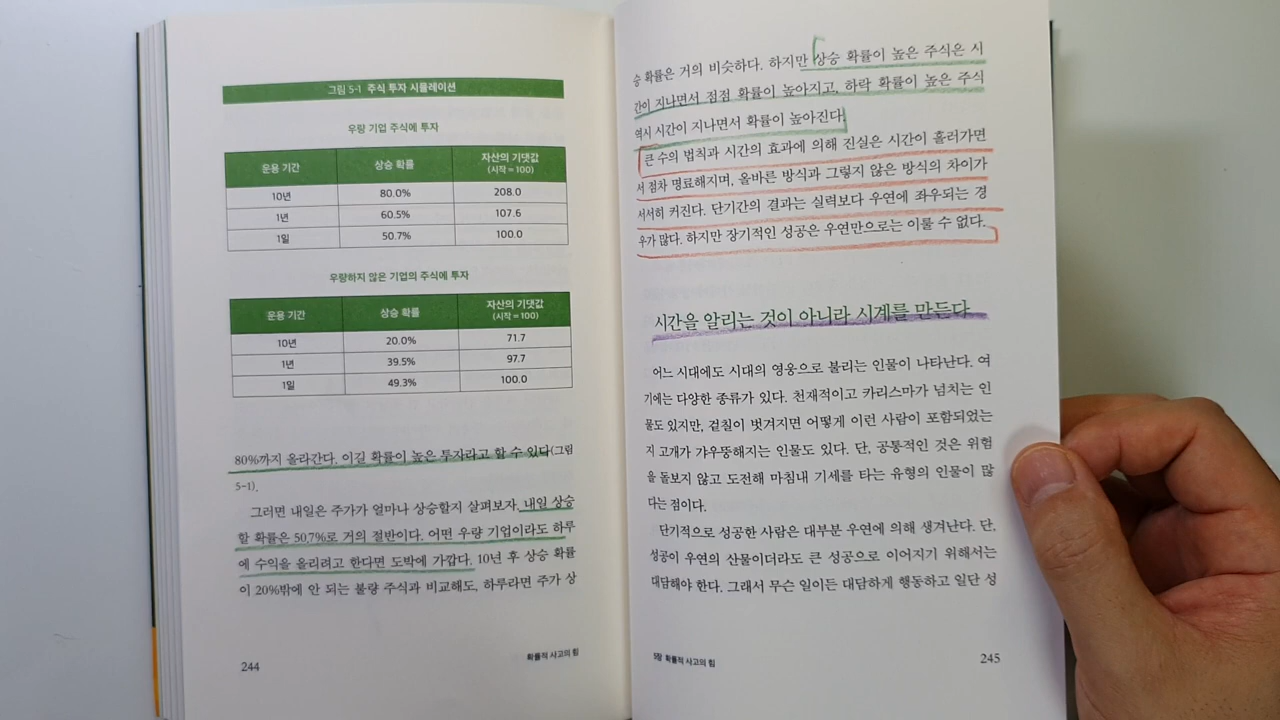 그림 5-1 주식 투자 시뮬레이션
우량 기업 주식에 투자
운용 기간 상승 확률 자산의 기댓값 (시작=100)
10년 80.0% 208.0
1년 60.5% 107.6
1일 50.7% 100.0
우량하지 않은 기업의 주식에 투자
운용 기간 상승 확률 자산의 기댓값 (시작=100)
10년 20.0% 71.7
1년 39.5% 97.7
1일 49.3% 100.0
80%까지 올라간다. 이길 확률이 높은 투자라고 할 수 있다(그림
5-1).
그러면 내일은 주가가 얼마나 상승할지 살펴보자. 내일 상승
할 확률은 50.7%로 거의 절반이다. 어떤 우량 기업이라도 하루
에 수익을 올리려고 한다면 도박에 가깝다. 10년 후 상승 확률
이 20%밖에 안 되는 불량 주식과 비교해도, 하루라면 주가 상
244
확률적 사고의 힘
승 확률은 거의 비슷하다. 하지만 상승 확률이 높은 주식은 시
간이 지나면서 점점 확률이 높아지고, 하락 확률이 높은 주식
역시 시간이 지나면서 확률이 높아진다.
큰 수의 법칙과 시간의 효과에 의해 진실은 시간이 흘러가면
서 점차 명료해지며, 올바른 방식과 그렇지 않은 방식의 차이가
서서히 커진다. 단기간의 결과는 실력보다 우연에 좌우되는 경
우가 많다. 하지만 장기적인 성공은 우연만으로는 이룰 수 없다.
시간을 알리는 것이 아니라 시계를 만든다
어느 시대에도 시대의 영웅으로 불리는 인물이 나타난다. 여
기에는 다양한 종류가 있다. 천재적이고 카리스마가 넘치는 인
물도 있지만, 겉칠이 벗겨지면 어떻게 이런 사람이 포함되었는
지 고개가 갸우뚱해지는 인물도 있다. 단, 공통적인 것은 위험
을 돌보지 않고 도전해 마침내 기세를 타는 유형의 인물이 많
다는 점이다.
단기적으로 성공한 사람은 대부분 우연에 의해 생겨난다. 단,
성공이 우연의 산물이더라도 큰 성공으로 이어지기 위해서는
대담해야 한다. 그래서 무슨 일이든 대담하게 행동하고 일단 성
5장 확률적 사고의 힘
245